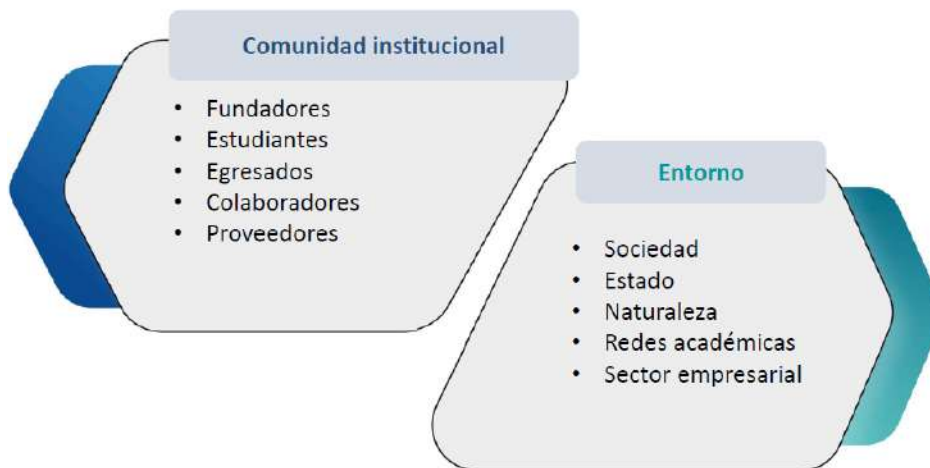 Comunidad institucional
• Fundadores
• Estudiantes
• Egresados
• Colaboradores
• Proveedores
Entorno
• Sociedad
• Estado
• Naturaleza
• Redes académicas
• Sector empresarial